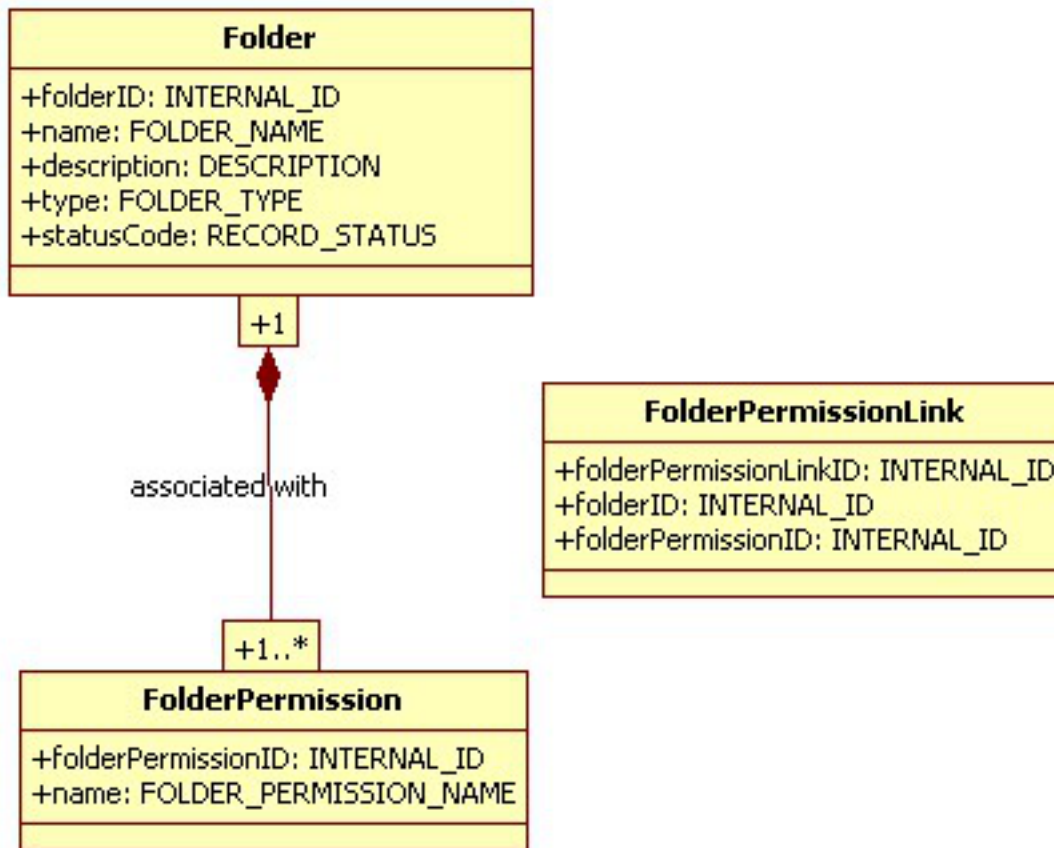 Folder
+folderID: INTERNAL_ID
+name: FOLDER_NAME
+description: DESCRIPTION
+type: FOLDER_TYPE
+statusCode: RECORD_STATUS
+1
associated with
+1..*
FolderPermission
+folderPermissionID: INTERNAL_ID
+name: FOLDER_PERMISSION_NAME
FolderPermissionLink
+folderPermissionLinkID: INTERNAL_ID
+folderID: INTERNAL_ID
+folderPermissionID: INTERNAL_ID